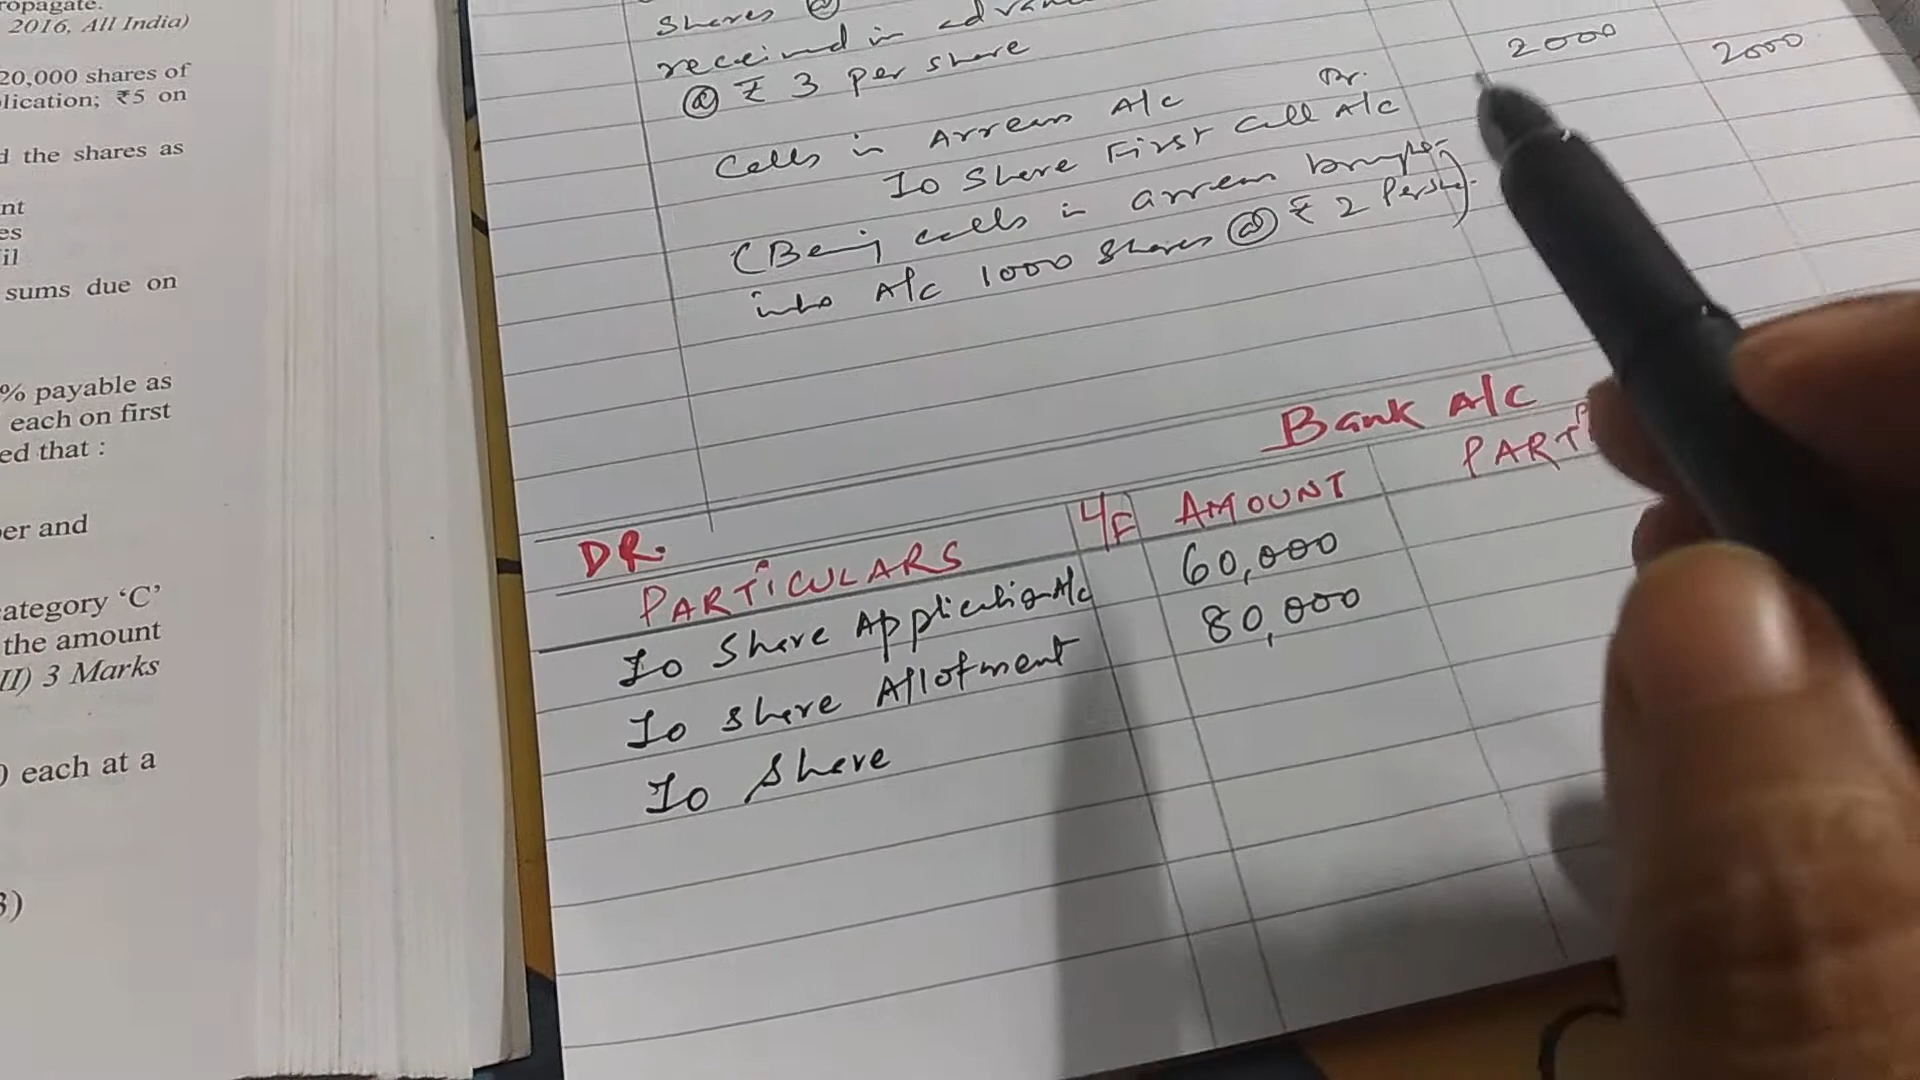 ropagate.
2016, All India)
20,000 shares of
lication; ₹5 on
d the shares as
nt
es
il
sums due on
% payable as
each on first
ed that :
er and
ategory ‘C’
the amount
II) 3 Marks
) each at a
3)
shares @
received in advan
@ ₹ 3 per share
Calls in Arrears A/c Dr. 2000
To Share First Call A/c 2000
(Being calls in arrears
into A/c 1000 shares @ ₹ 2 Per
Bank A/c
DR.
PARTICULARS L/F AMOUNT PARTI
To Share Application A/c 60,000
To Share Allotment 80,000
To Share